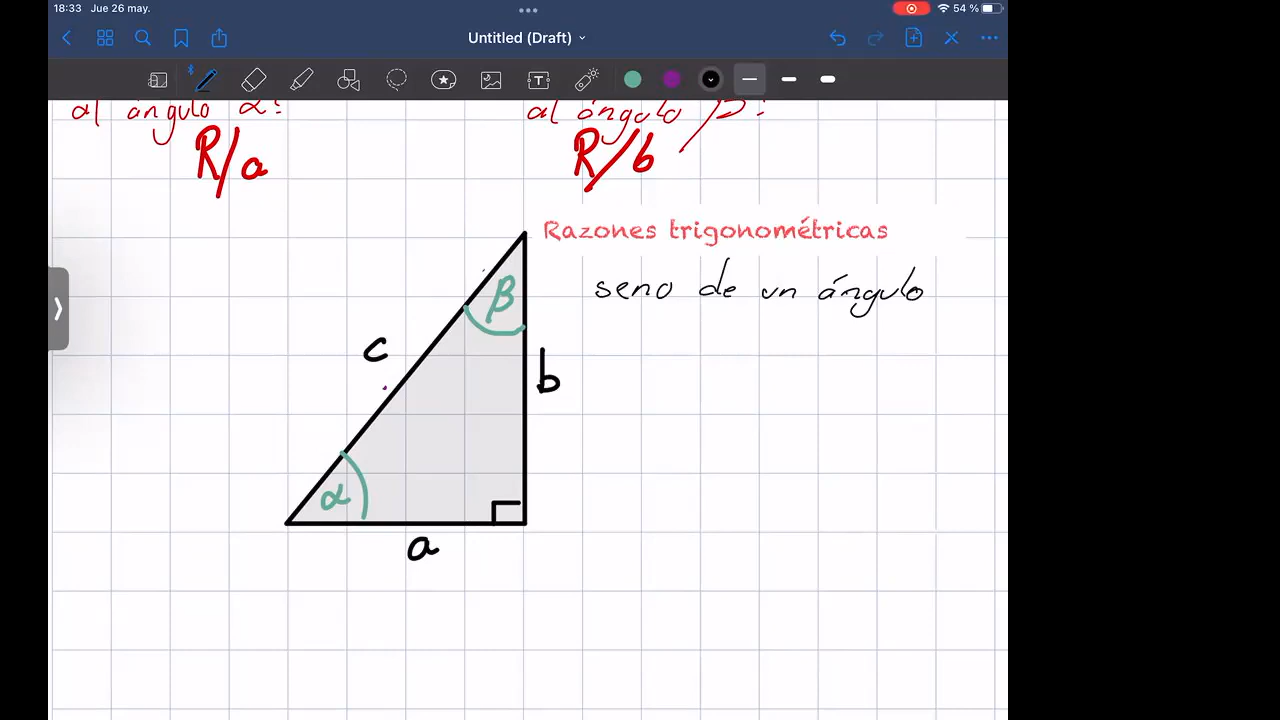 18:33 Jue 26 may. 54 %
Untitled (Draft)
al ángulo α? al ángulo β?
R/a R/b
Razones trigonométricas
seno de un ángulo
β
c
b
α
a